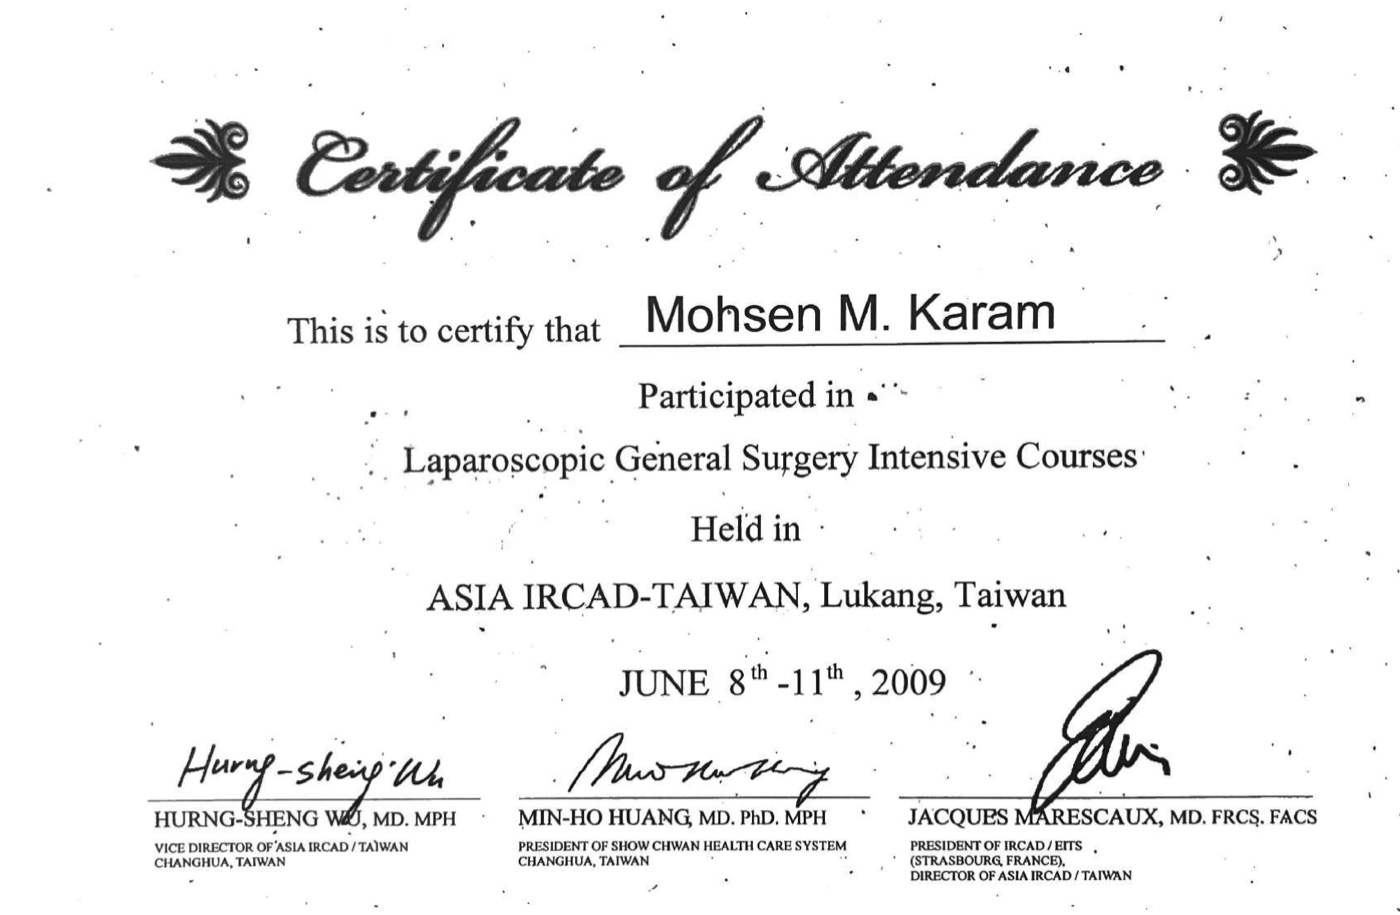 Certificate of Attendance
This is to certify that Mohsen M. Karam
Participated in
Laparoscopic General Surgery Intensive Courses
Held in
ASIA IRCAD-TAIWAN, Lukang, Taiwan
JUNE 8th -11th , 2009
Hurng-sheng Wu
HURNG-SHENG WU, MD. MPH
VICE DIRECTOR OF ASIA IRCAD / TAIWAN
CHANGHUA, TAIWAN
MIN-HO HUANG, MD. PhD. MPH
PRESIDENT OF SHOW CHWAN HEALTH CARE SYSTEM
CHANGHUA, TAIWAN
JACQUES MARESCAUX, MD. FRCS. FACS
PRESIDENT OF IRCAD / EITS
(STRASBOURG, FRANCE),
DIRECTOR OF ASIA IRCAD / TAIWAN